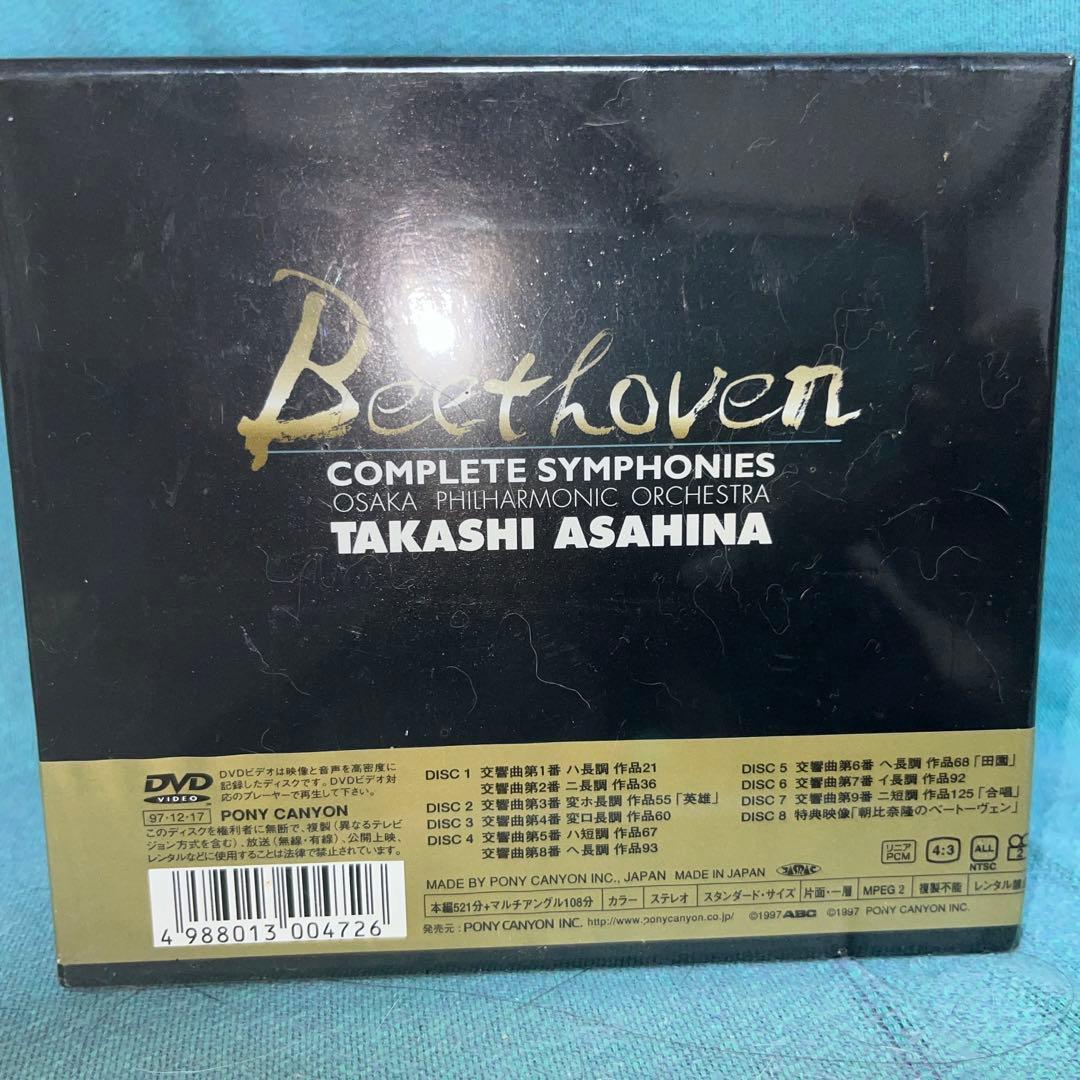 Beethoven
COMPLETE SYMPHONIES
OSAKA PHILHARMONIC ORCHESTRA
TAKASHI ASAHINA
DVD
VIDEO
DVDビデオは映像と音声を高密度に
記録したディスクです。DVDビデオ対
応のプレーヤーで再生して下さい。
97・12・17 PONY CANYON
このディスクを権利者に無断で、複製(異なるテレビ
ジョン方式を含む)、放送(無線・有線)、公開上映、
レンタルなどに使用することは法律で禁止されています。
4 988013 004726
DISC 1 交響曲第1番 ハ長調 作品21
交響曲第2番 ニ長調 作品36
DISC 2 交響曲第3番 変ホ長調 作品55「英雄」
DISC 3 交響曲第4番 変ロ長調 作品60
DISC 4 交響曲第5番 ハ短調 作品67
交響曲第8番 ヘ長調 作品93
DISC 5 交響曲第6番 ヘ長調 作品68「田園」
DISC 6 交響曲第7番 イ長調 作品92
DISC 7 交響曲第9番 ニ短調 作品125「合唱」
DISC 8 特典映像「朝比奈隆のベートーヴェン」
リニア
PCM
4:3
ALL
NTSC
2
MADE BY PONY CANYON INC., JAPAN MADE IN JAPAN
本編521分+マルチアングル108分 カラー ステレオ スタンダード・サイズ 片面・一層 MPEG 2 複製不能 レンタル
発売元:PONY CANYON INC. http://www.ponycanyon.co.jp/ ©1997 ABC ©1997 PONY CANYON INC.